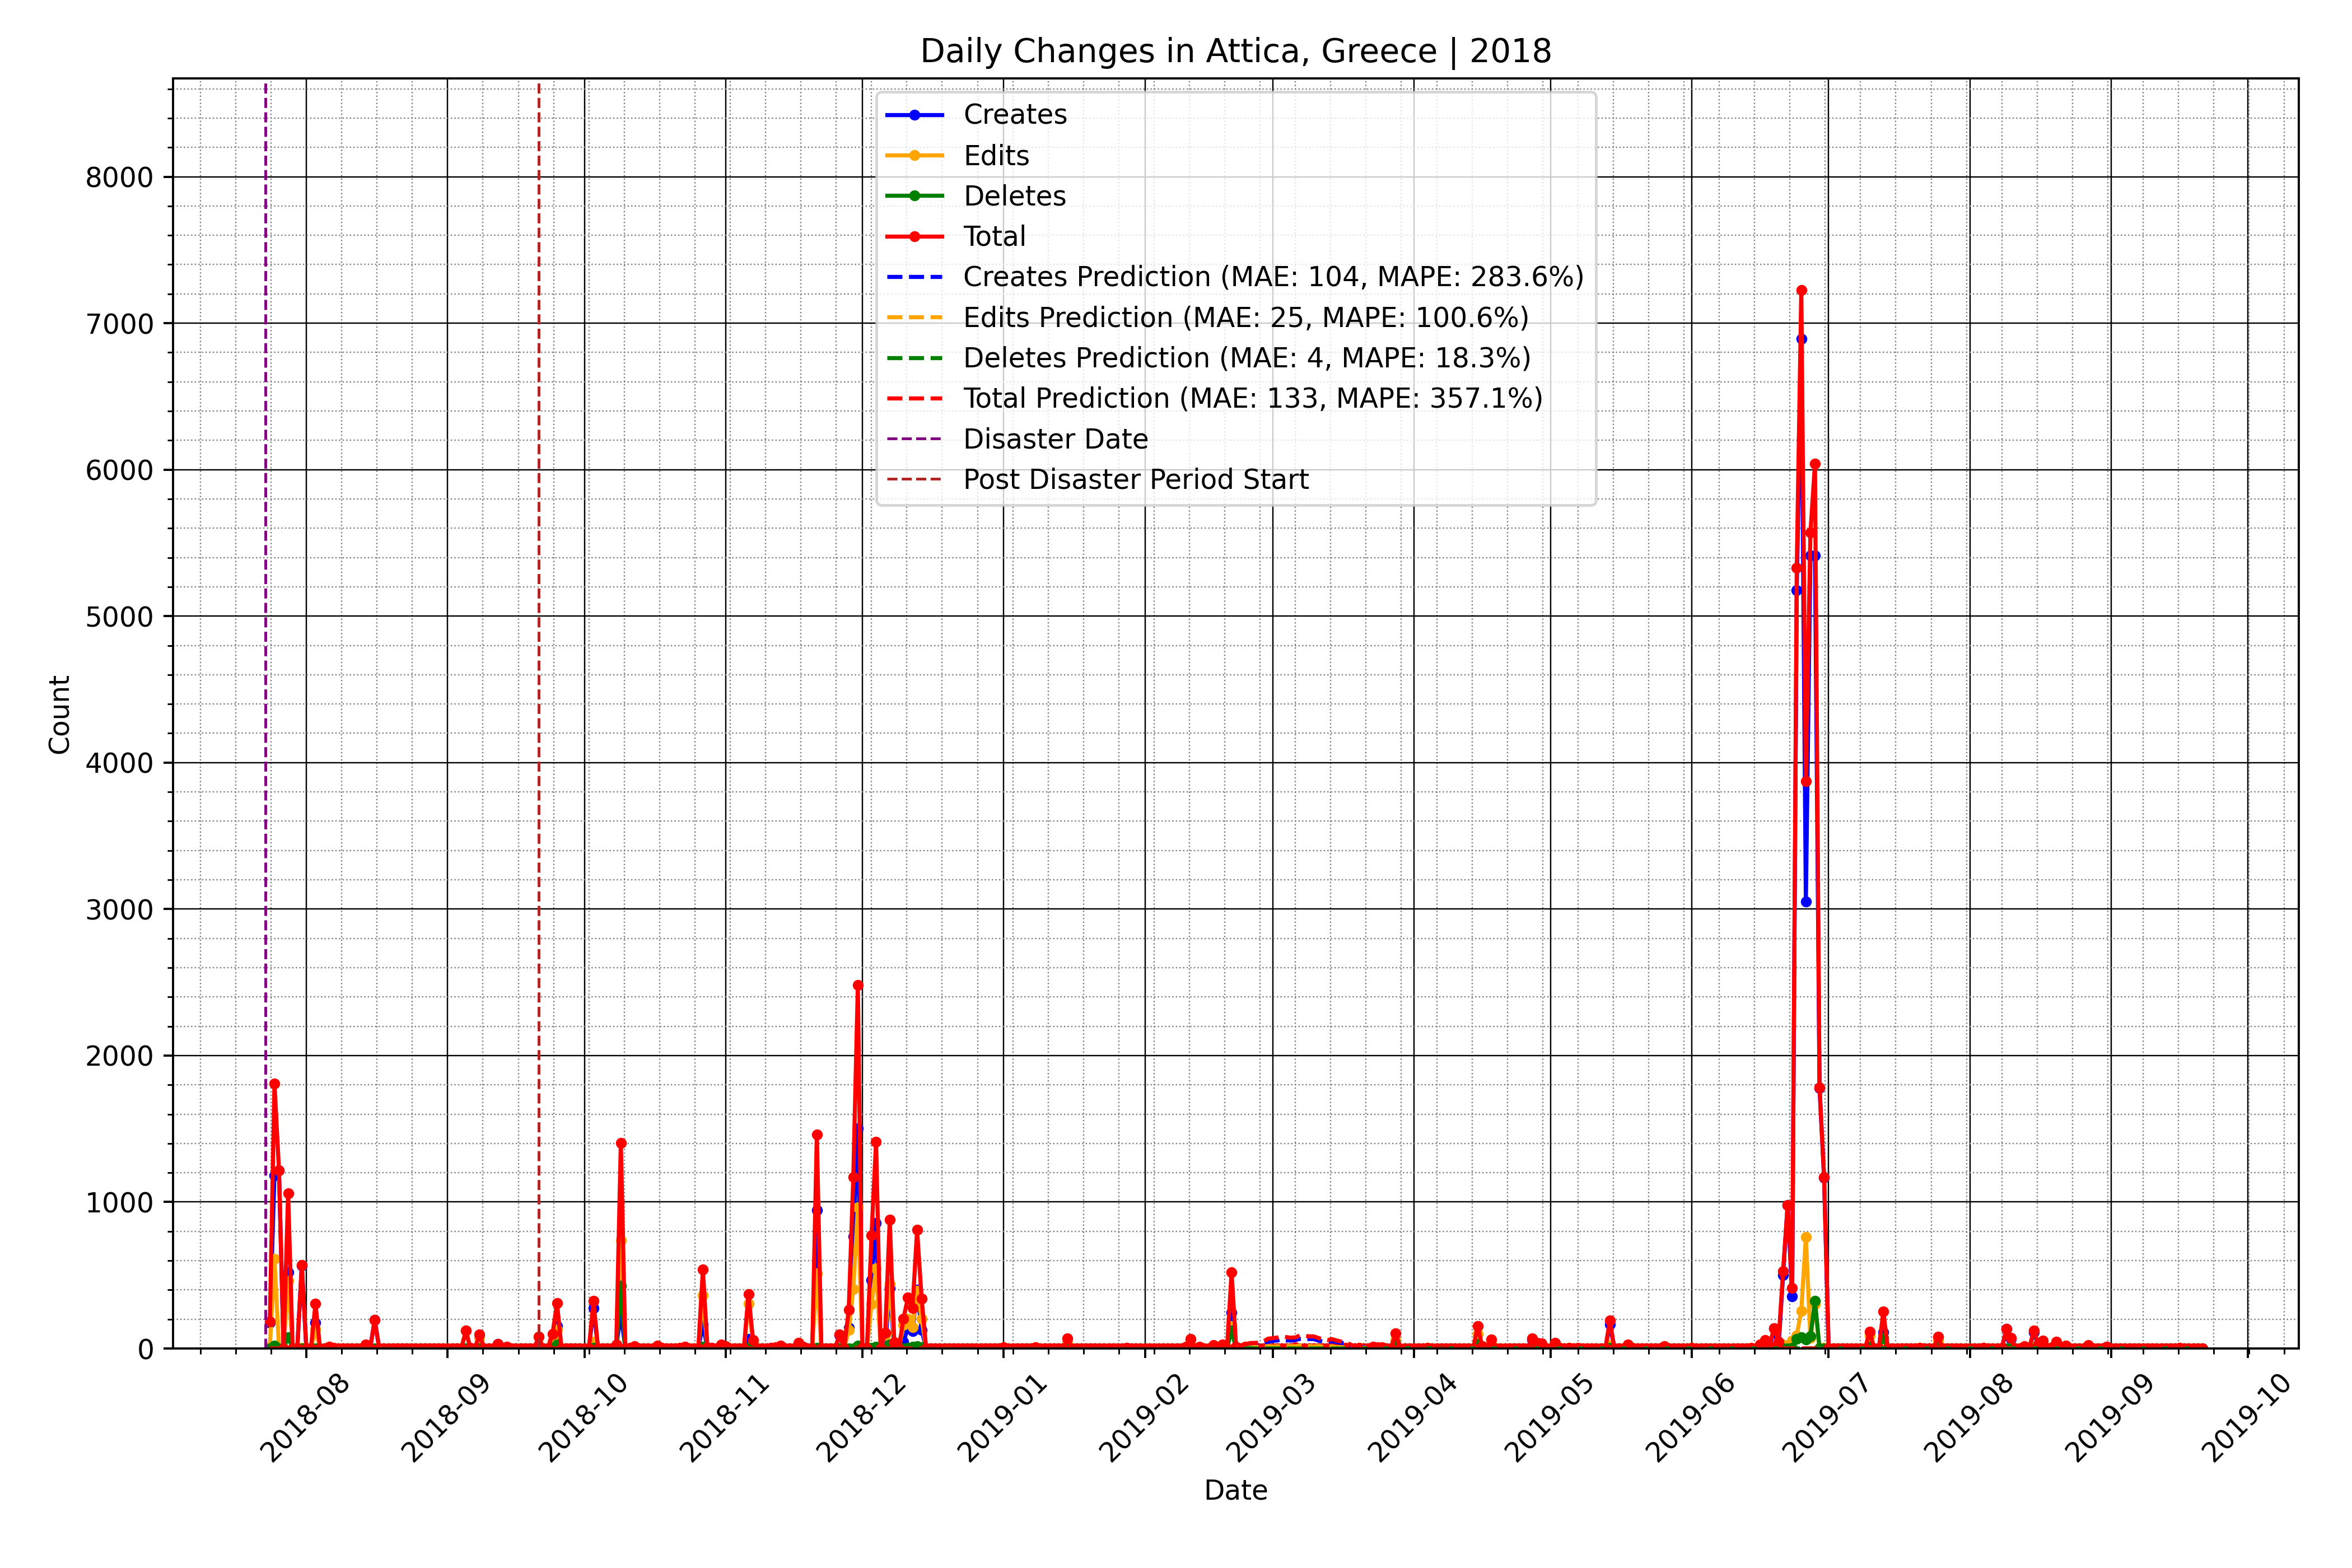 Daily Changes in Attica, Greece | 2018
Creates
Edits
Deletes
Total
Creates Prediction (MAE: 104, MAPE: 283.6%)
Edits Prediction (MAE: 25, MAPE: 100.6%)
Deletes Prediction (MAE: 4, MAPE: 18.3%)
Total Prediction (MAE: 133, MAPE: 357.1%)
Disaster Date
Post Disaster Period Start
Count
8000
7000
6000
5000
4000
3000
2000
1000
0
2018-08
2018-09
2018-10
2018-11
2018-12
2019-01
2019-02
2019-03
2019-04
2019-05
2019-06
2019-07
2019-08
2019-09
2019-10
Date